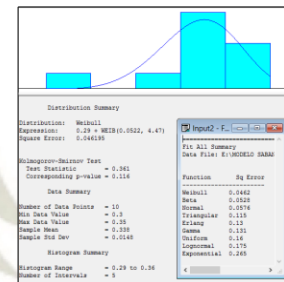 Distribution Summary
Distribution: Weibull
Expression: 0.29 + WEIB(0.0522, 4.47)
Square Error: 0.046195
Kolmogorov-Smirnov Test
Test Statistic = 0.361
Corresponding p-value = 0.116
Data Summary
Number of Data Points = 10
Min Data Value = 0.3
Max Data Value = 0.35
Sample Mean = 0.338
Sample Std Dev = 0.0148
Histogram Summary
Histogram Range = 0.29 to 0.36
Number of Intervals = 5
Input2 - F...
Fit All Summary
Data File: E:\MODELO SABAN
Function Sq Error
Weibull 0.0462
Beta 0.0528
Normal 0.0576
Triangular 0.115
Erlang 0.13
Gamma 0.131
Uniform 0.16
Lognormal 0.175
Exponential 0.265